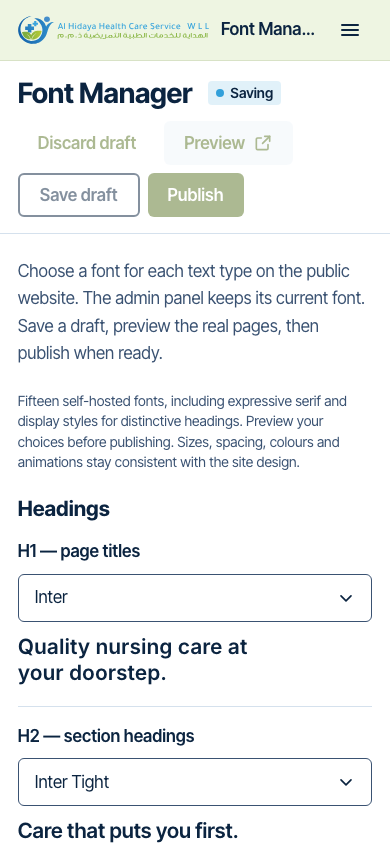 Al Hidaya Health Care Service W L L
الهداية للخدمات الطبية التمريضية ذ.م.م
Font Mana...
Font Manager
Saving
Discard draft
Preview
Save draft
Publish
Choose a font for each text type on the public
website. The admin panel keeps its current font.
Save a draft, preview the real pages, then
publish when ready.
Fifteen self-hosted fonts, including expressive serif and
display styles for distinctive headings. Preview your
choices before publishing. Sizes, spacing, colours and
animations stay consistent with the site design.
Headings
H1 — page titles
Inter
Quality nursing care at
your doorstep.
H2 — section headings
Inter Tight
Care that puts you first.